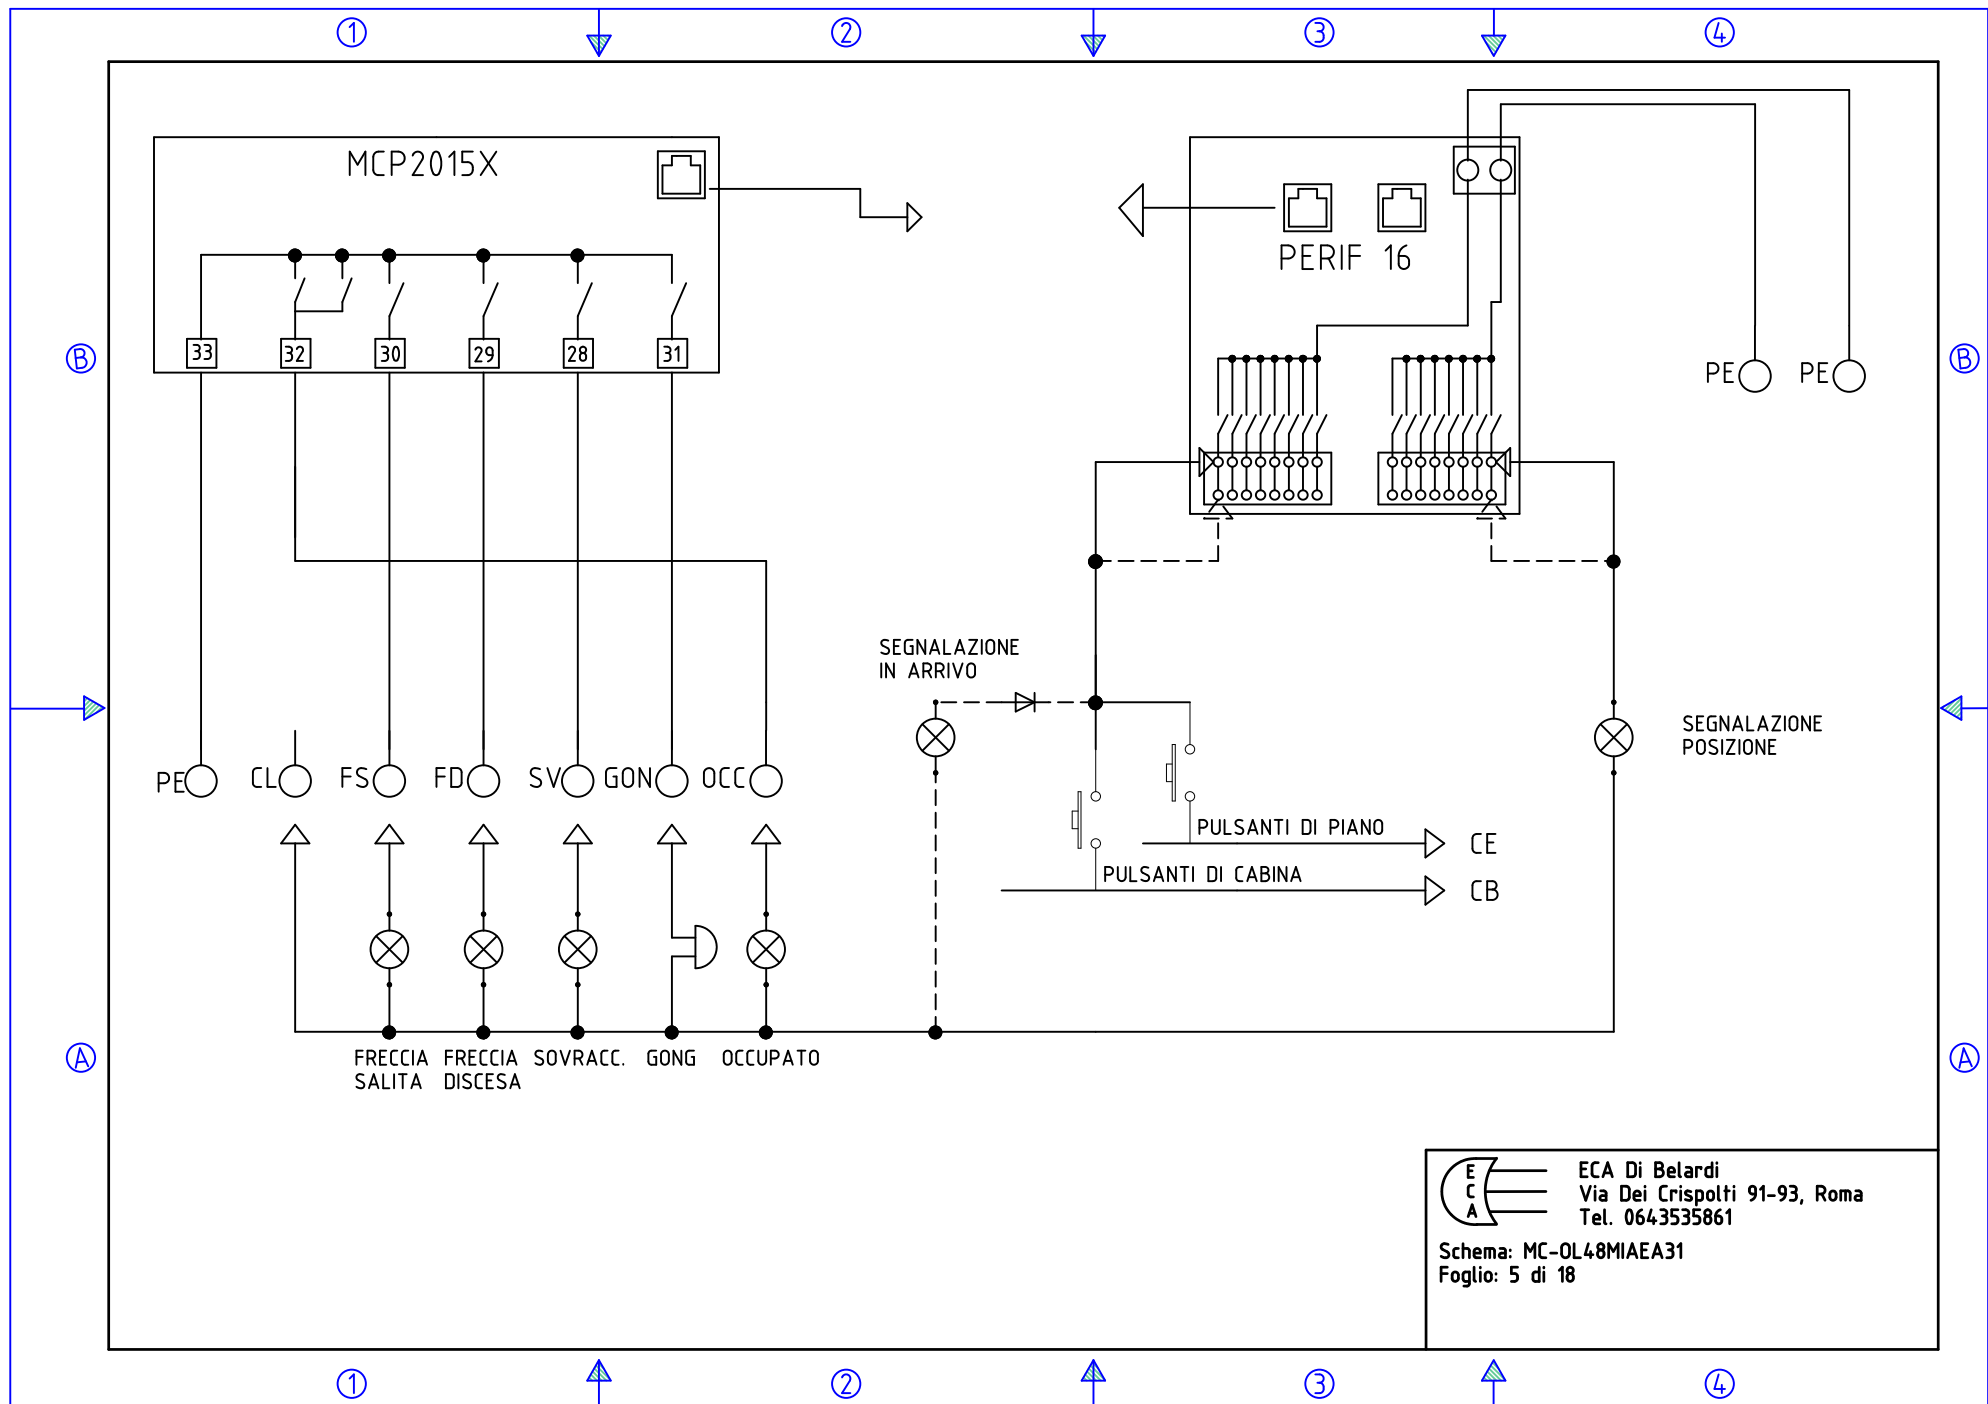 1 2 3 4
MCP2015X
PERIF 16
33 32 30 29 28 31
B B
PE PE
SEGNALAZIONE
IN ARRIVO
SEGNALAZIONE
POSIZIONE
PE CL FS FD SV GON OCC
PULSANTI DI PIANO CE
PULSANTI DI CABINA CB
A A
FRECCIA
SALITA
FRECCIA
DISCESA
SOVRACC.
GONG
OCCUPATO
E
C
A
ECA Di Belardi
Via Dei Crispolti 91-93, Roma
Tel. 0643535861
Schema: MC-OL48MIAEA31
Foglio: 5 di 18
1 2 3 4